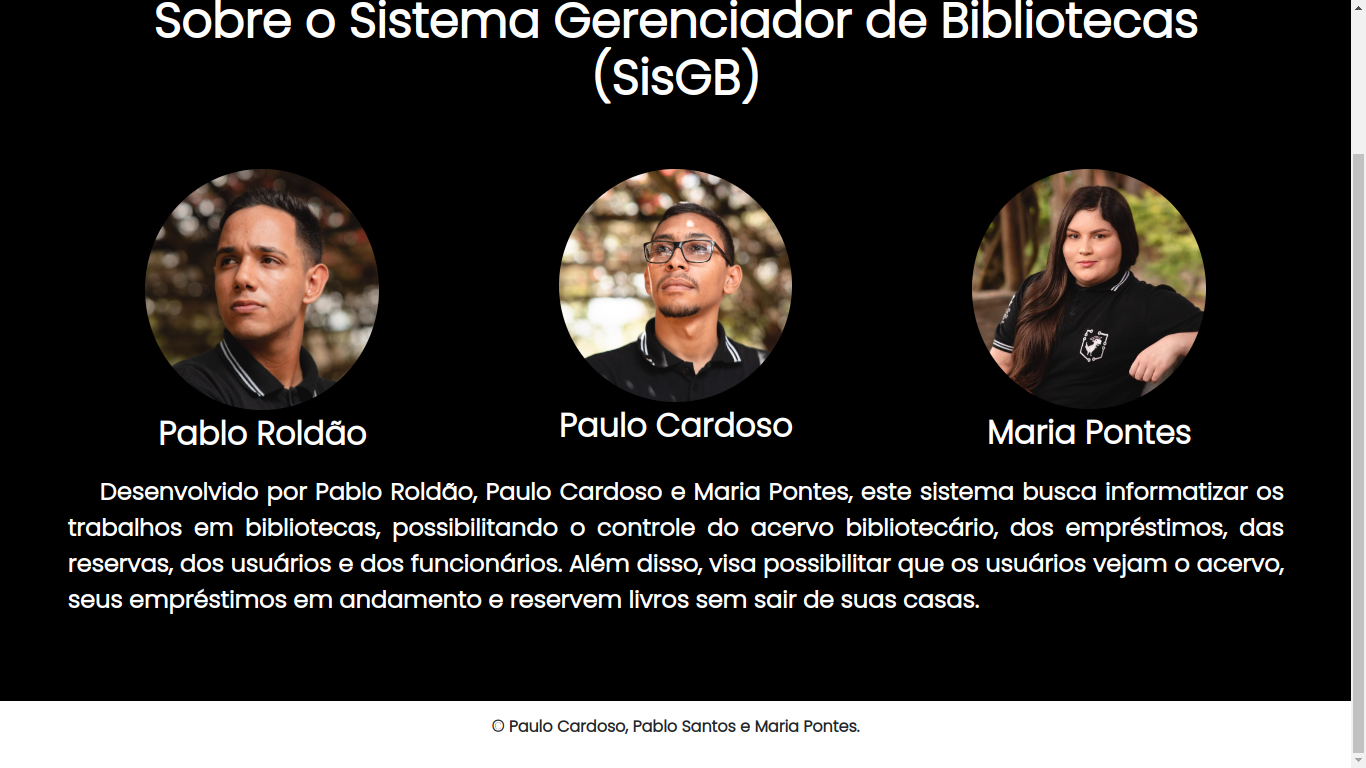 Sobre o Sistema Gerenciador de Bibliotecas
(SisGB)
Pablo Roldão
Paulo Cardoso
Maria Pontes
Desenvolvido por Pablo Roldão, Paulo Cardoso e Maria Pontes, este sistema busca informatizar os
trabalhos em bibliotecas, possibilitando o controle do acervo bibliotecário, dos empréstimos, das
reservas, dos usuários e dos funcionários. Além disso, visa possibilitar que os usuários vejam o acervo,
seus empréstimos em andamento e reservem livros sem sair de suas casas.
© Paulo Cardoso, Pablo Santos e Maria Pontes.